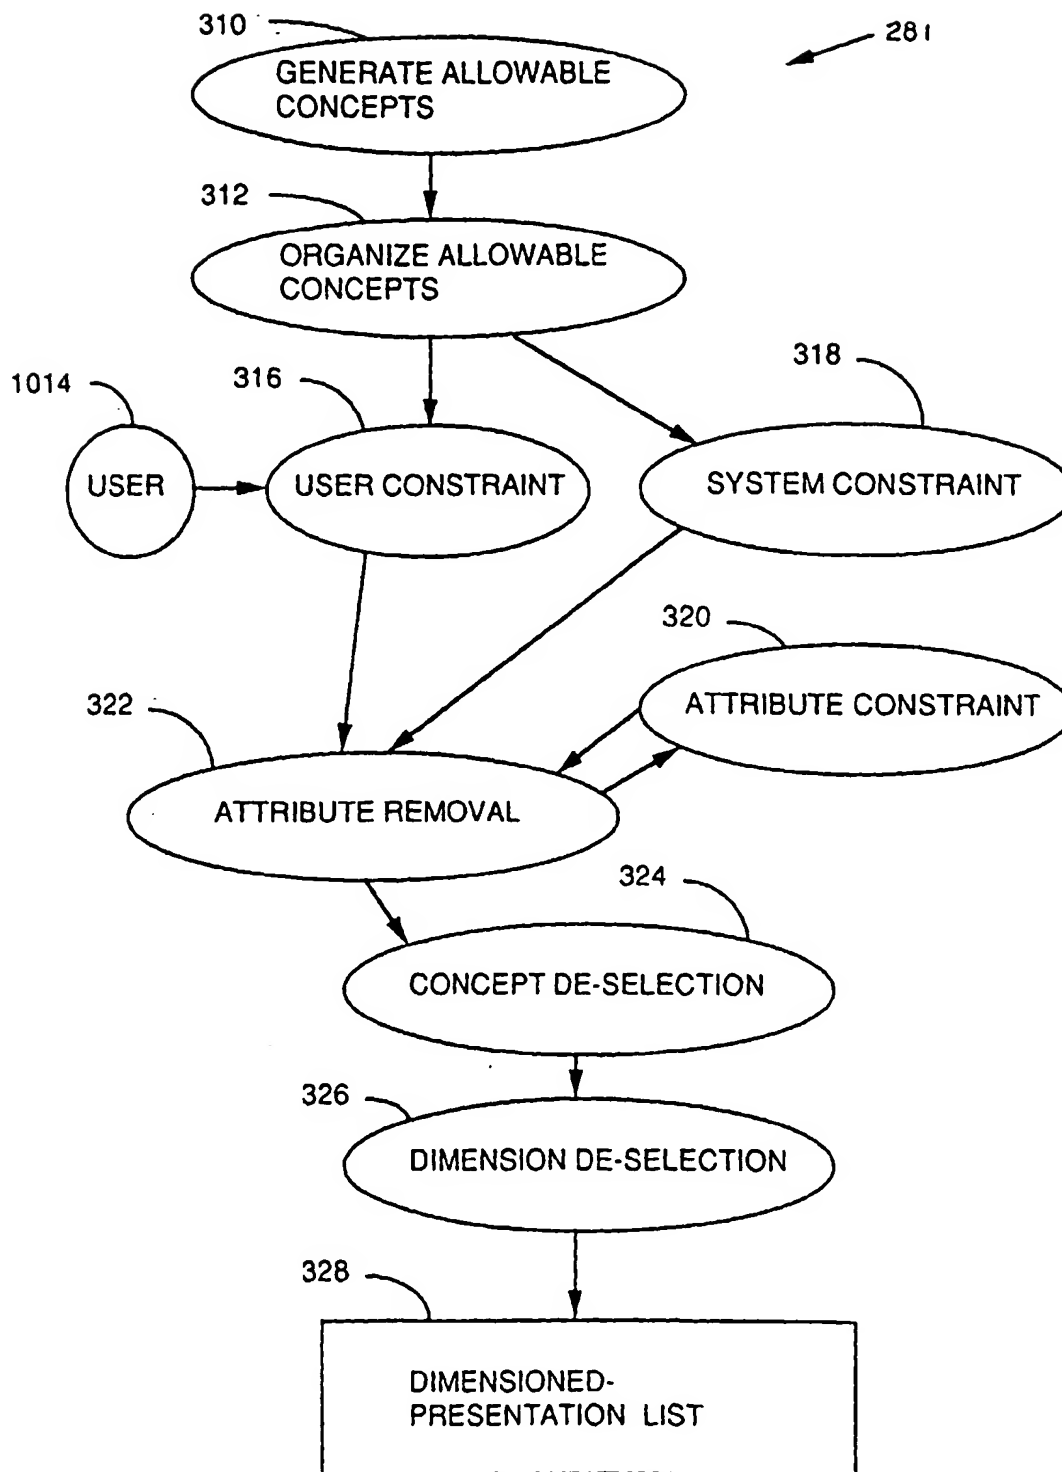 310
281
GENERATE ALLOWABLE
CONCEPTS
312
ORGANIZE ALLOWABLE
CONCEPTS
1014
316
318
USER
USER CONSTRAINT
SYSTEM CONSTRAINT
320
ATTRIBUTE CONSTRAINT
322
ATTRIBUTE REMOVAL
324
CONCEPT DE-SELECTION
326
DIMENSION DE-SELECTION
328
DIMENSIONED-
PRESENTATION LIST